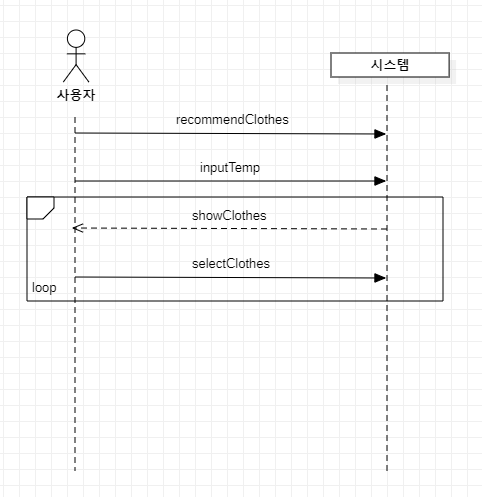 시스템
사용자
recommendClothes
inputTemp
showClothes
selectClothes
loop